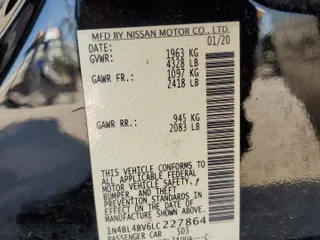 MFD BY NISSAN MOTOR CO., LTD.
DATE: 01/20
GVWR: 1963 KG
4328 LB
GAWR FR.: 1097 KG
2418 LB
GAWR RR.: 945 KG
2083 LB
THIS VEHICLE CONFORMS TO
ALL APPLICABLE FEDERAL
MOTOR VEHICLE SAFETY,
BUMPER, AND THEFT
PREVENTION STANDARDS
IN EFFECT ON THE DATE OF
MANUFACTURE SHOWN ABOVE.
1N4BL4BV6LC227864
PASSENGER CAR 503